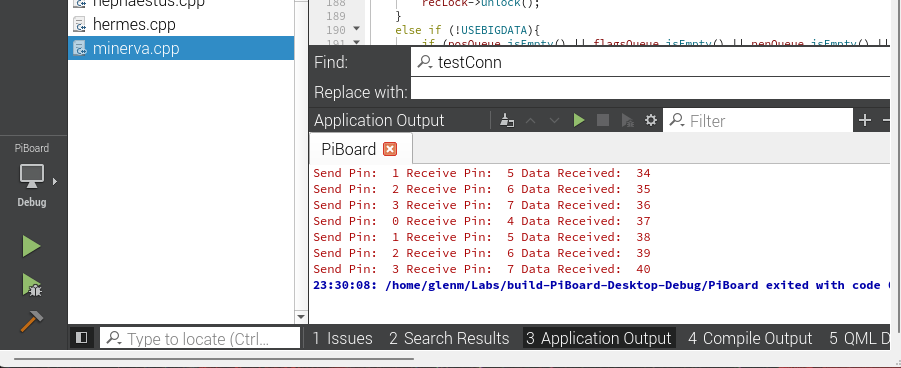 hephaestus.cpp
hermes.cpp
minerva.cpp
188 recLock->unlock();
189 }
190 else if (!USEBIGDATA){
191 if (posQueue.isEmpty() || flagsQueue.isEmpty() || penQueue.isEmpty() ||
Find: testConn
Replace with:
Application Output Filter
PiBoard
Send Pin: 1 Receive Pin: 5 Data Received: 34
Send Pin: 2 Receive Pin: 6 Data Received: 35
Send Pin: 3 Receive Pin: 7 Data Received: 36
Send Pin: 0 Receive Pin: 4 Data Received: 37
Send Pin: 1 Receive Pin: 5 Data Received: 38
Send Pin: 2 Receive Pin: 6 Data Received: 39
Send Pin: 3 Receive Pin: 7 Data Received: 40
23:30:08: /home/glenm/Labs/build-PiBoard-Desktop-Debug/PiBoard exited with code
PiBoard
Debug
Type to locate (Ctrl...
1 Issues 2 Search Results 3 Application Output 4 Compile Output 5 QML D